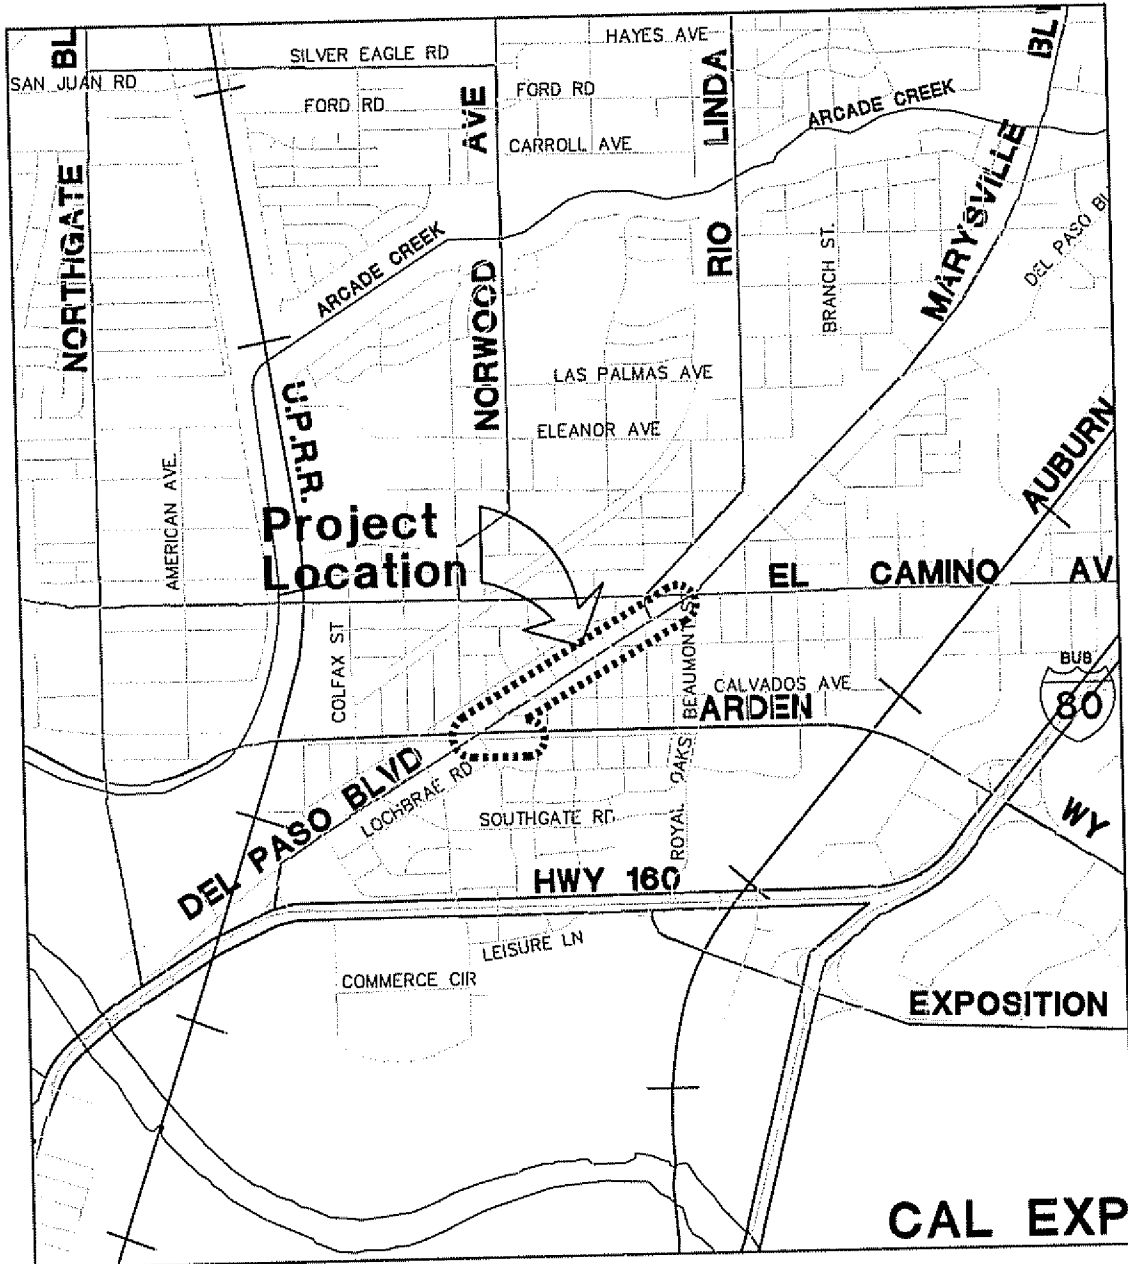 SILVER EAGLE RD
HAYES AVE
SAN JUAN RD
FORD RD
FORD RD
CARROLL AVE
ARCADE CREEK
NORTHGATE BL
NORWOOD AVE
RIO LINDA
MARYSVILLE BL
BRANCH ST.
DEL PASO BL
ARCADE CREEK
U.P.R.R.
LAS PALMAS AVE
ELEANOR AVE
AMERICAN AVE.
AUBURN
Project
Location
EL CAMINO AV
COLFAX ST
BEAUMONT ST
CALVADOS AVE
ARDEN
BUS
80
DEL PASO BLVD
LOCHBRAE RD
SOUTHGATE RD
ROYAL OAKS
WY
HWY 160
LEISURE LN
COMMERCE CIR
EXPOSITION
CAL EXP